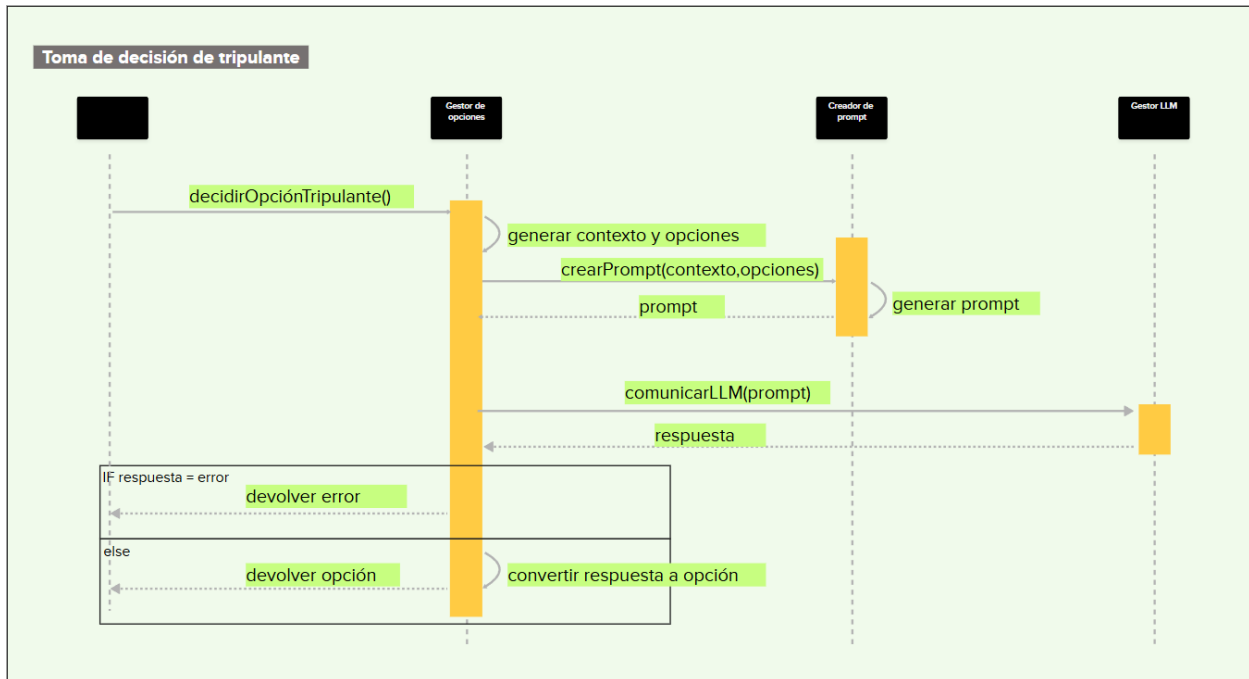 Toma de decisión de tripulante
Gestor de
opciones
Creador de
prompt
Gestor LLM
decidirOpciónTripulante()
generar contexto y opciones
crearPrompt(contexto,opciones)
prompt
generar prompt
comunicarLLM(prompt)
respuesta
IF respuesta = error
devolver error
else
devolver opción
convertir respuesta a opción